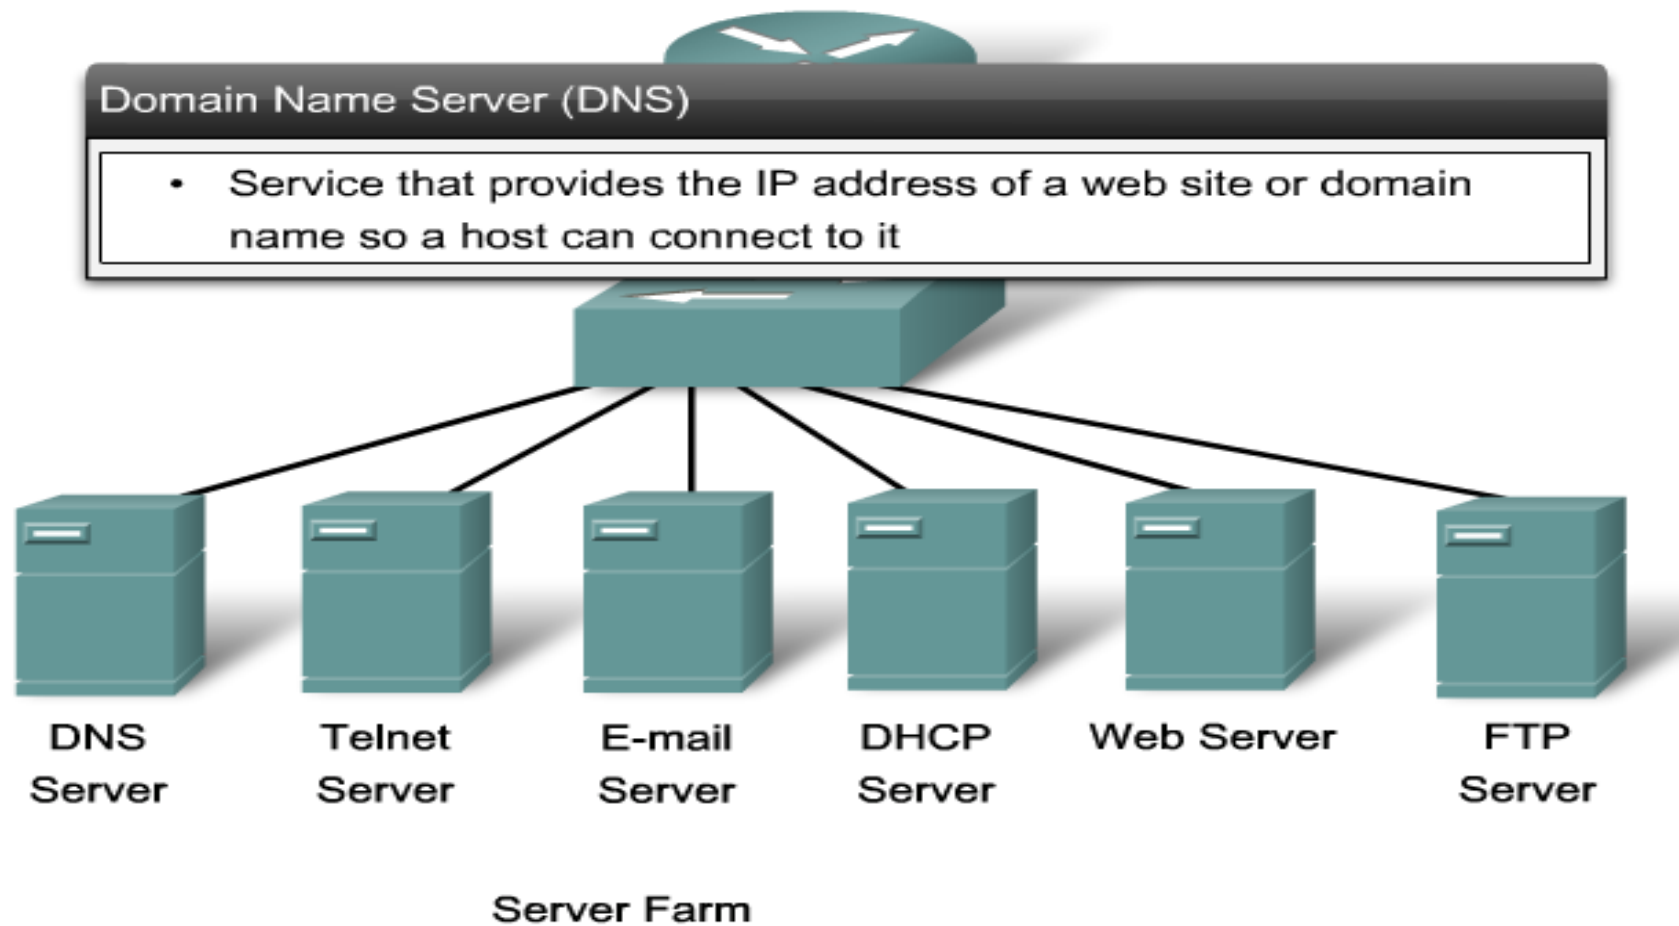 Domain Name Server (DNS)
• Service that provides the IP address of a web site or domain
name so a host can connect to it
DNS
Server
Telnet
Server
E-mail
Server
DHCP
Server
Web Server
FTP
Server
Server Farm